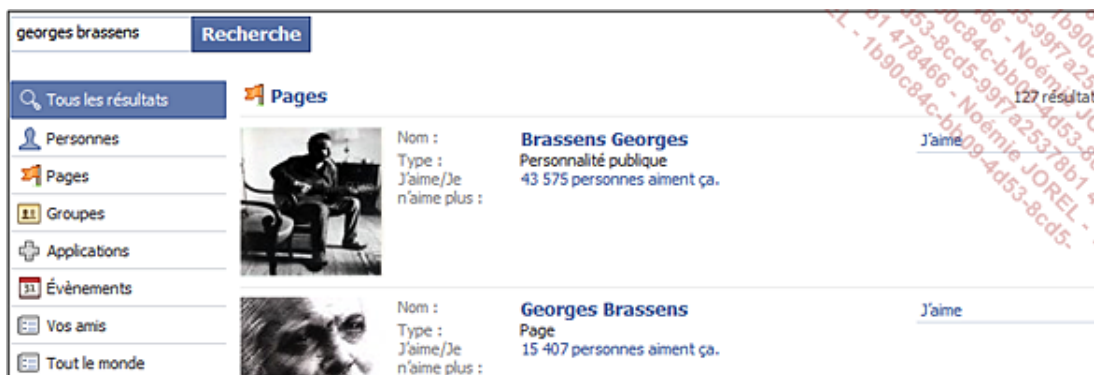 georges brassens Recherche
Tous les résultats
Personnes
Pages
Groupes
Applications
Évènements
Vos amis
Tout le monde
Pages 127 résultat
Nom : Brassens Georges J'aime
Type : Personnalité publique
J'aime/Je 43 575 personnes aiment ça.
n'aime plus :
Nom : Georges Brassens J'aime
Type : Page
J'aime/Je 15 407 personnes aiment ça.
n'aime plus :